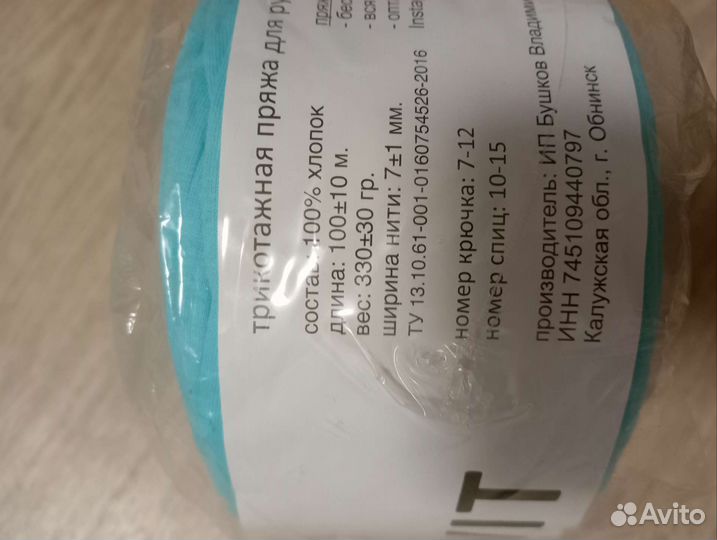 трикотажная пряжа для
состав: 100% хлопок
длина: 100±10 м.
вес: 330±30 гр.
ширина нити: 7±1 мм.
ТУ 13.10.61-001-0160754526-2016
номер крючка: 7-12
номер спиц: 10-15
производитель: ИП Бушков
ИНН 745109440797
Калужская обл., г. Обнинск
- вся
Insta
Avito